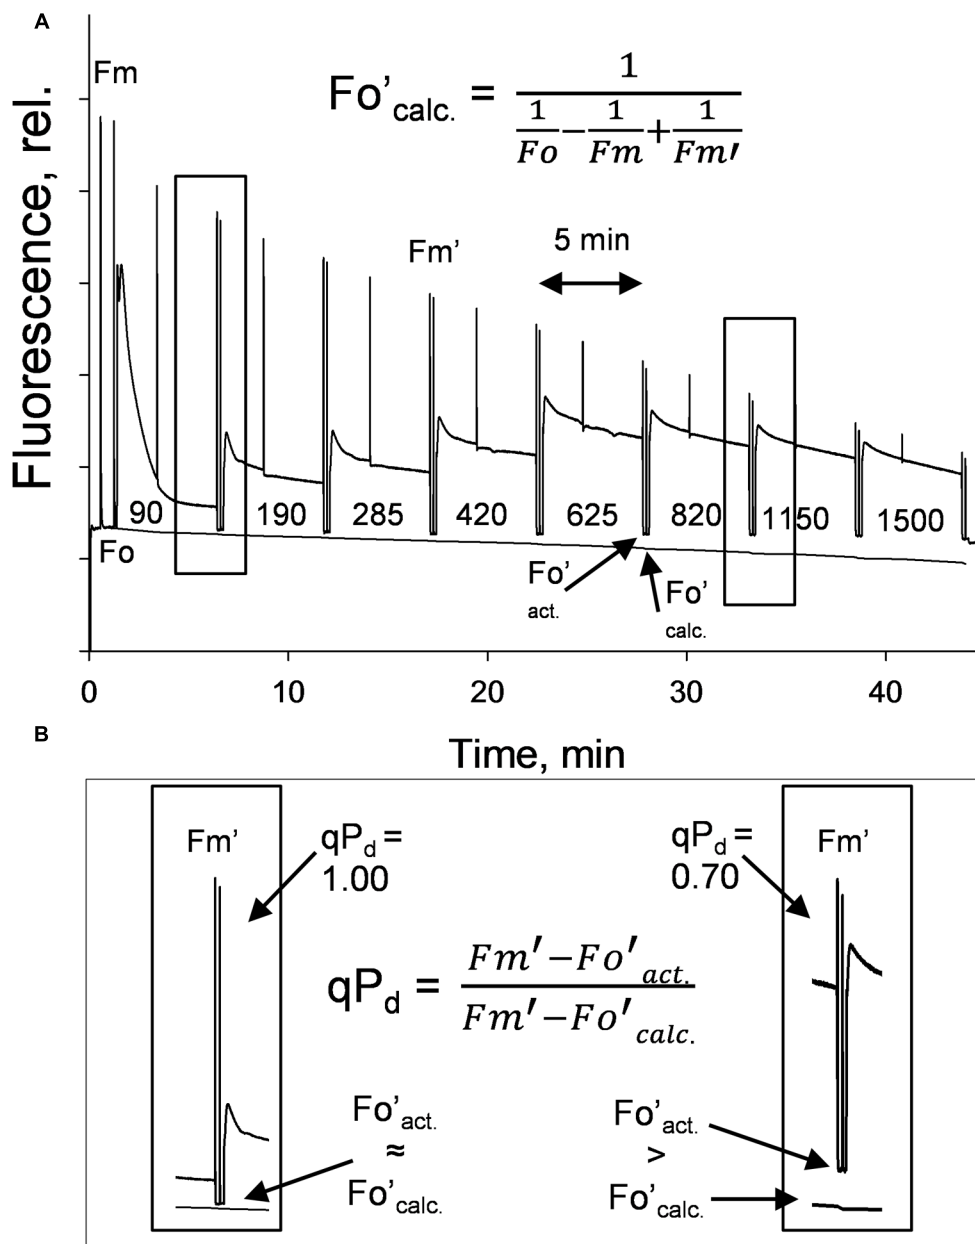 A
Fluorescence, rel.
Fm
Fo'calc. = 1 / (1/Fo − 1/Fm + 1/Fm′)
Fm'
5 min
90 190 285 420 625 820 1150 1500
Fo
Fo'act.
Fo'calc.
0 10 20 30 40
Time, min
B
Fm'
qPd =
1.00
qPd =
0.70
Fm'
qPd = (Fm′−Fo′act.) / (Fm′−Fo′calc.)
Fo'act.
≈
Fo'calc.
Fo'act.
>
Fo'calc.